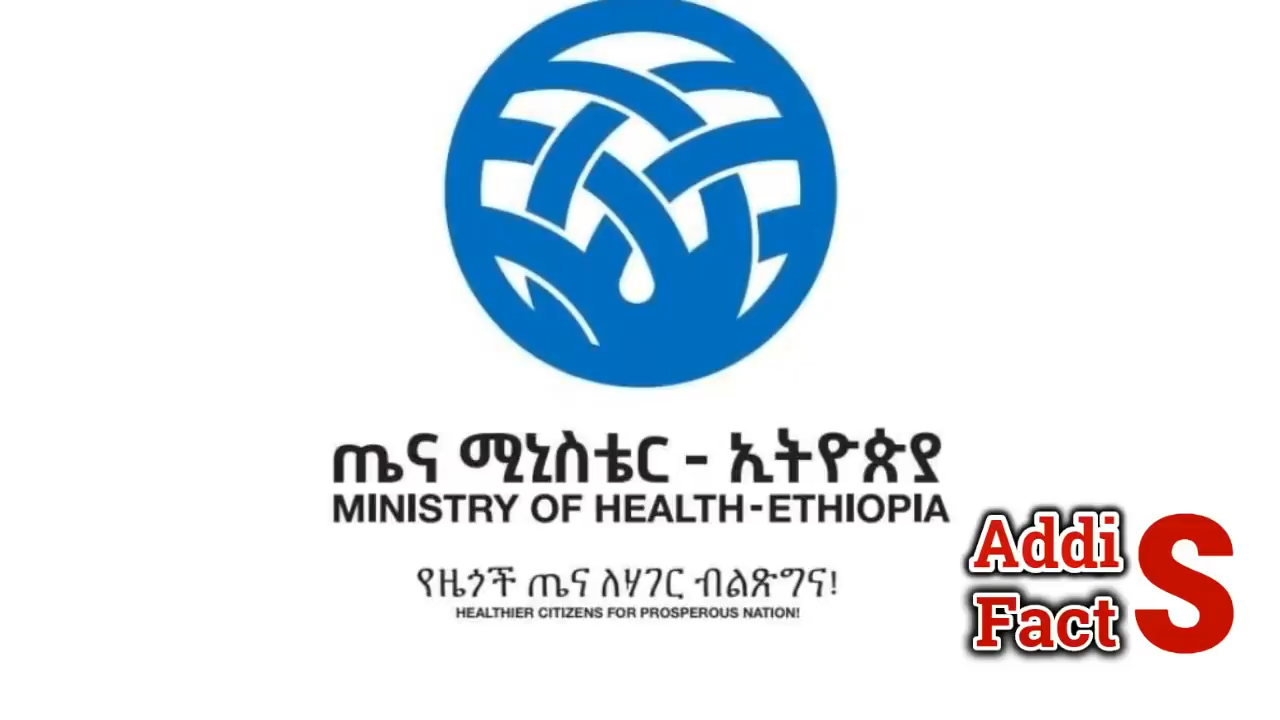 ጤና ሚኒስቴር - ኢትዮጵያ
MINISTRY OF HEALTH-ETHIOPIA
የዜጎች ጤና ለሃገር ብልጽግና!
HEALTHIER CITIZENS FOR PROSPEROUS NATION!
Addi S
Fact